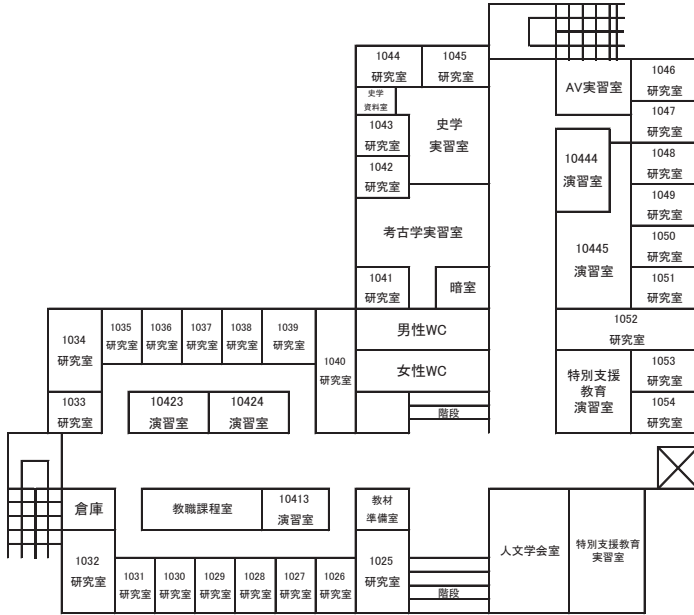 1044
研究室
1045
研究室
史学
資料室
1043
研究室
史学
実習室
1042
研究室
考古学実習室
1041
研究室
暗室
男性WC
女性WC
階段
AV実習室
1046
研究室
1047
研究室
10444
演習室
1048
研究室
1049
研究室
10445
演習室
1050
研究室
1051
研究室
1052
研究室
特別支援
教育
演習室
1053
研究室
1054
研究室
1034
研究室
1035
研究室
1036
研究室
1037
研究室
1038
研究室
1039
研究室
1040
研究室
1033
研究室
10423
演習室
10424
演習室
倉庫
教職課程室
10413
演習室
教材
準備室
1032
研究室
1031
研究室
1030
研究室
1029
研究室
1028
研究室
1027
研究室
1026
研究室
1025
研究室
階段
人文学会室
特別支援教育
実習室